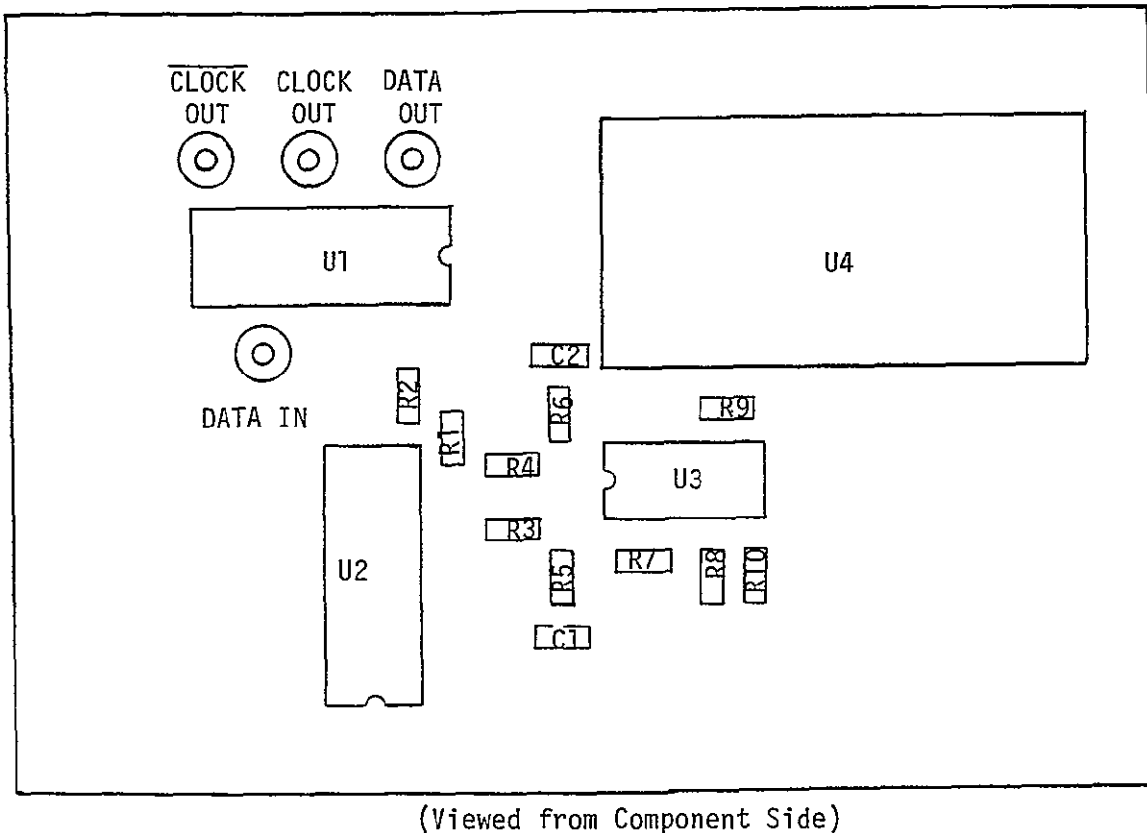 CLOCK CLOCK DATA
OUT OUT OUT
U1
U4
C2
DATA IN
R2
R6
R9
R1
R4
U3
R3
U2
R5
R7
R8
R10
C1
(Viewed from Component Side)